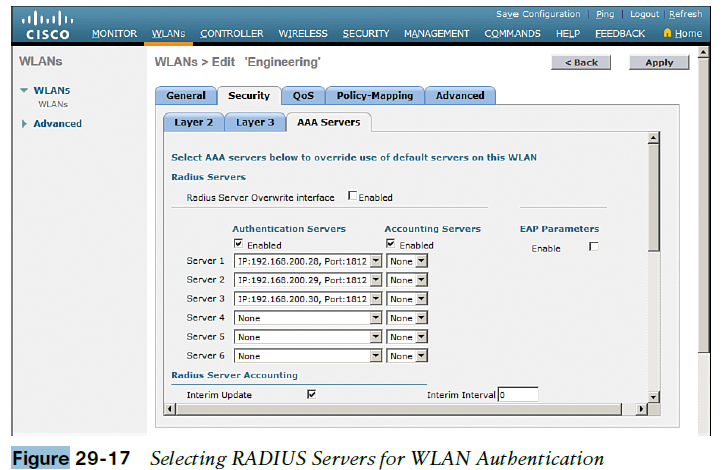 Save Configuration | Ping | Logout | Refresh
CISCO MONITOR WLANs CONTROLLER WIRELESS SECURITY MANAGEMENT COMMANDS HELP FEEDBACK Home
WLANs WLANs > Edit 'Engineering' < Back Apply
WLANs
WLANs
Advanced
General Security QoS Policy-Mapping Advanced
Layer 2 Layer 3 AAA Servers
Select AAA servers below to override use of default servers on this WLAN
Radius Servers
Radius Server Overwrite interface Enabled
Authentication Servers Accounting Servers EAP Parameters
Enabled Enabled Enable
Server 1 IP:192.168.200.28, Port:1812 None
Server 2 IP:192.168.200.29, Port:1812 None
Server 3 IP:192.168.200.30, Port:1812 None
Server 4 None None
Server 5 None None
Server 6 None None
Radius Server Accounting
Interim Update Interim Interval 0
Figure 29-17 Selecting RADIUS Servers for WLAN Authentication